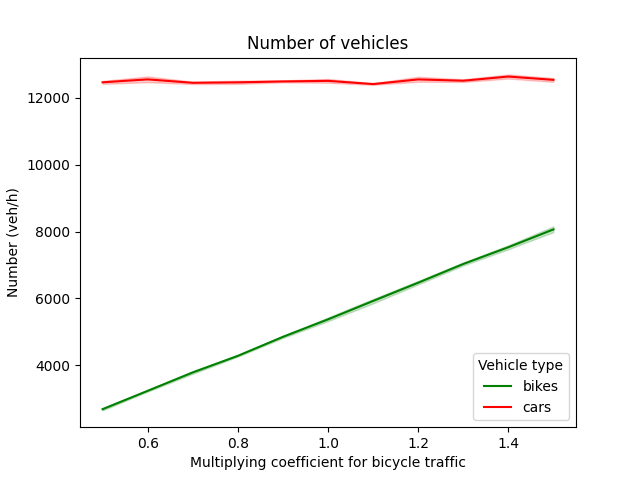 Number of vehicles
Number (veh/h)
12000
10000
8000
6000
4000
0.6 0.8 1.0 1.2 1.4
Multiplying coefficient for bicycle traffic
Vehicle type
bikes
cars